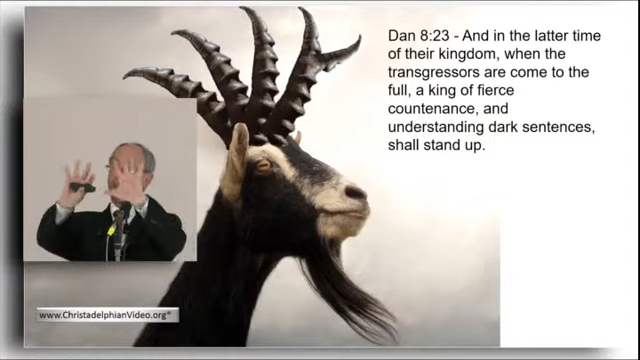 Dan 8:23 - And in the latter time
of their kingdom, when the
transgressors are come to the
full, a king of fierce
countenance, and
understanding dark sentences,
shall stand up.
www.ChristadelphianVideo.org®